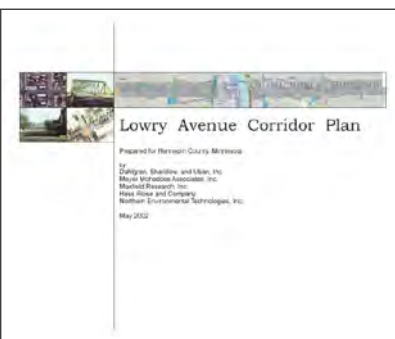 Lowry Avenue Corridor Plan
Prepared for Hennepin County, Minnesota
by
Dahlgren, Shardlow, and Uban, Inc.
Meyer Mohaddes Associates, Inc.
Maxfield Research, Inc.
Hess Roise and Company
Northern Environmental Technologies, Inc.
May 2002